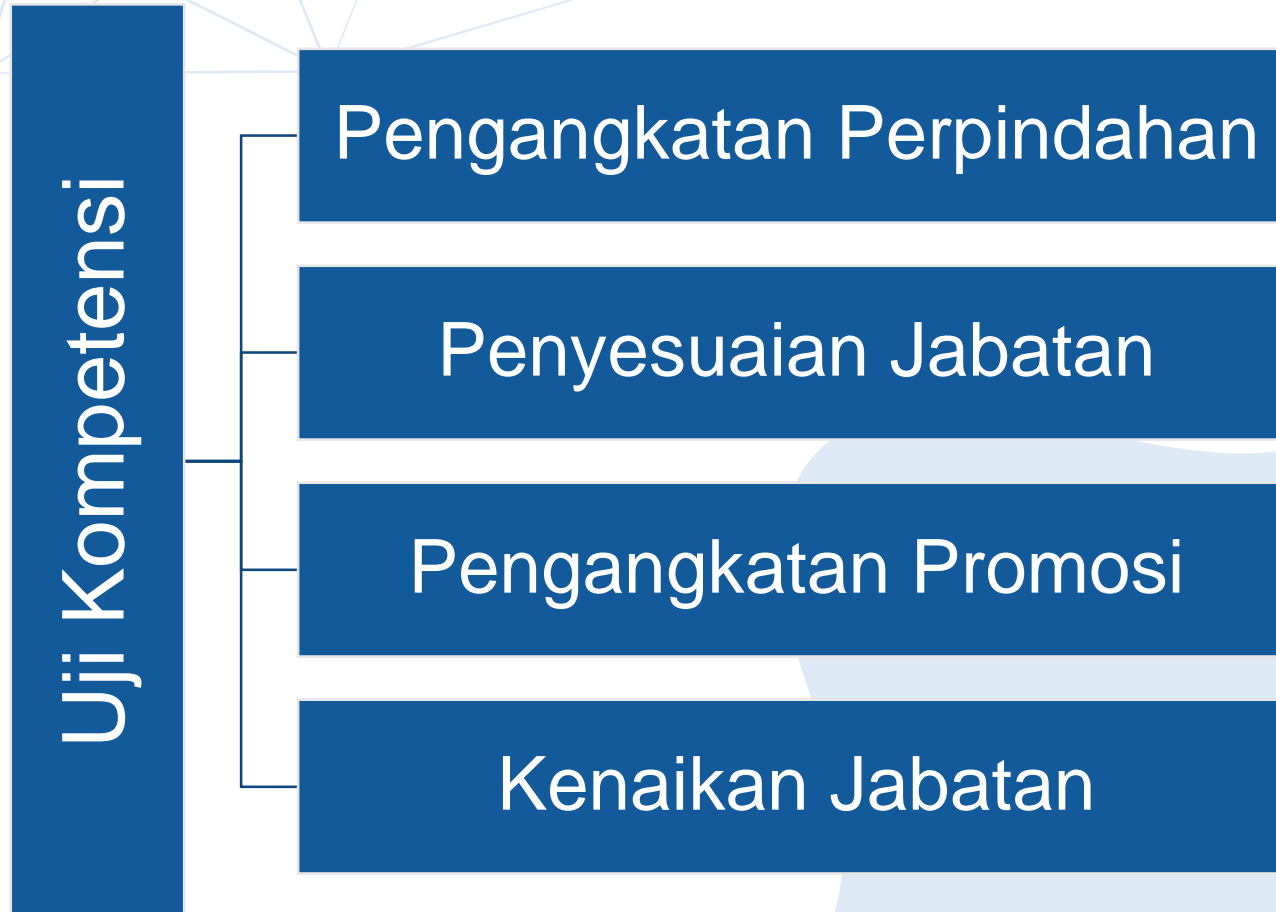 Uji Kompetensi
Pengangkatan Perpindahan
Penyesuaian Jabatan
Pengangkatan Promosi
Kenaikan Jabatan